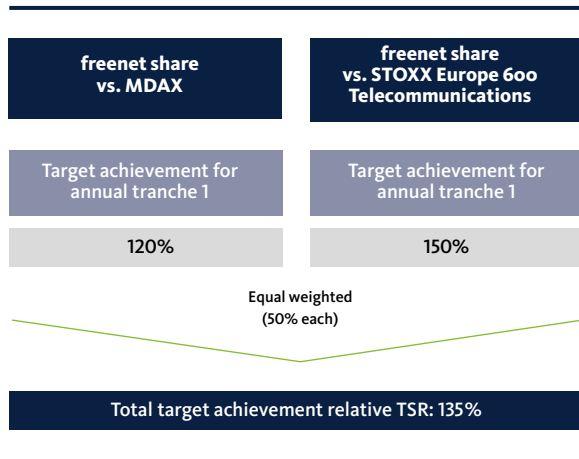 freenet share
vs. MDAX
freenet share
vs. STOXX Europe 600
Telecommunications
Target achievement for
annual tranche 1
Target achievement for
annual tranche 1
120%
150%
Equal weighted
(50% each)
Total target achievement relative TSR: 135%